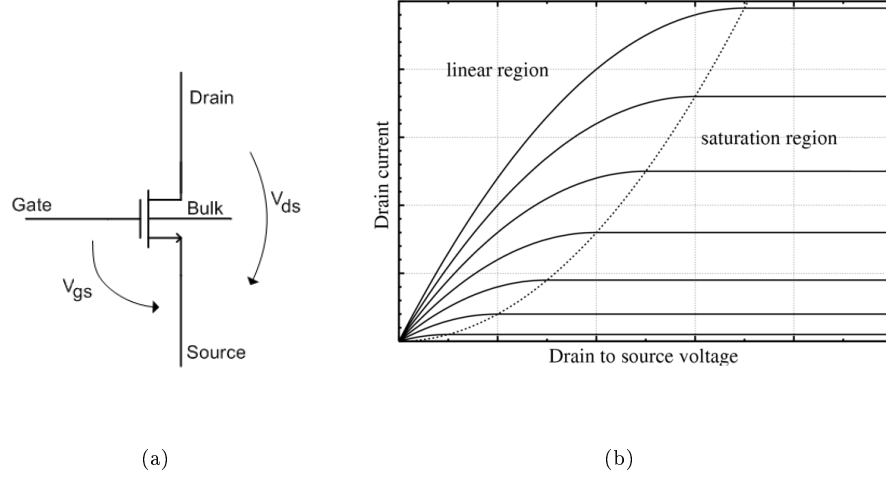 Drain
Gate
Bulk
Vds
Vgs
Source
(a)
linear region
saturation region
Drain current
Drain to source voltage
(b)